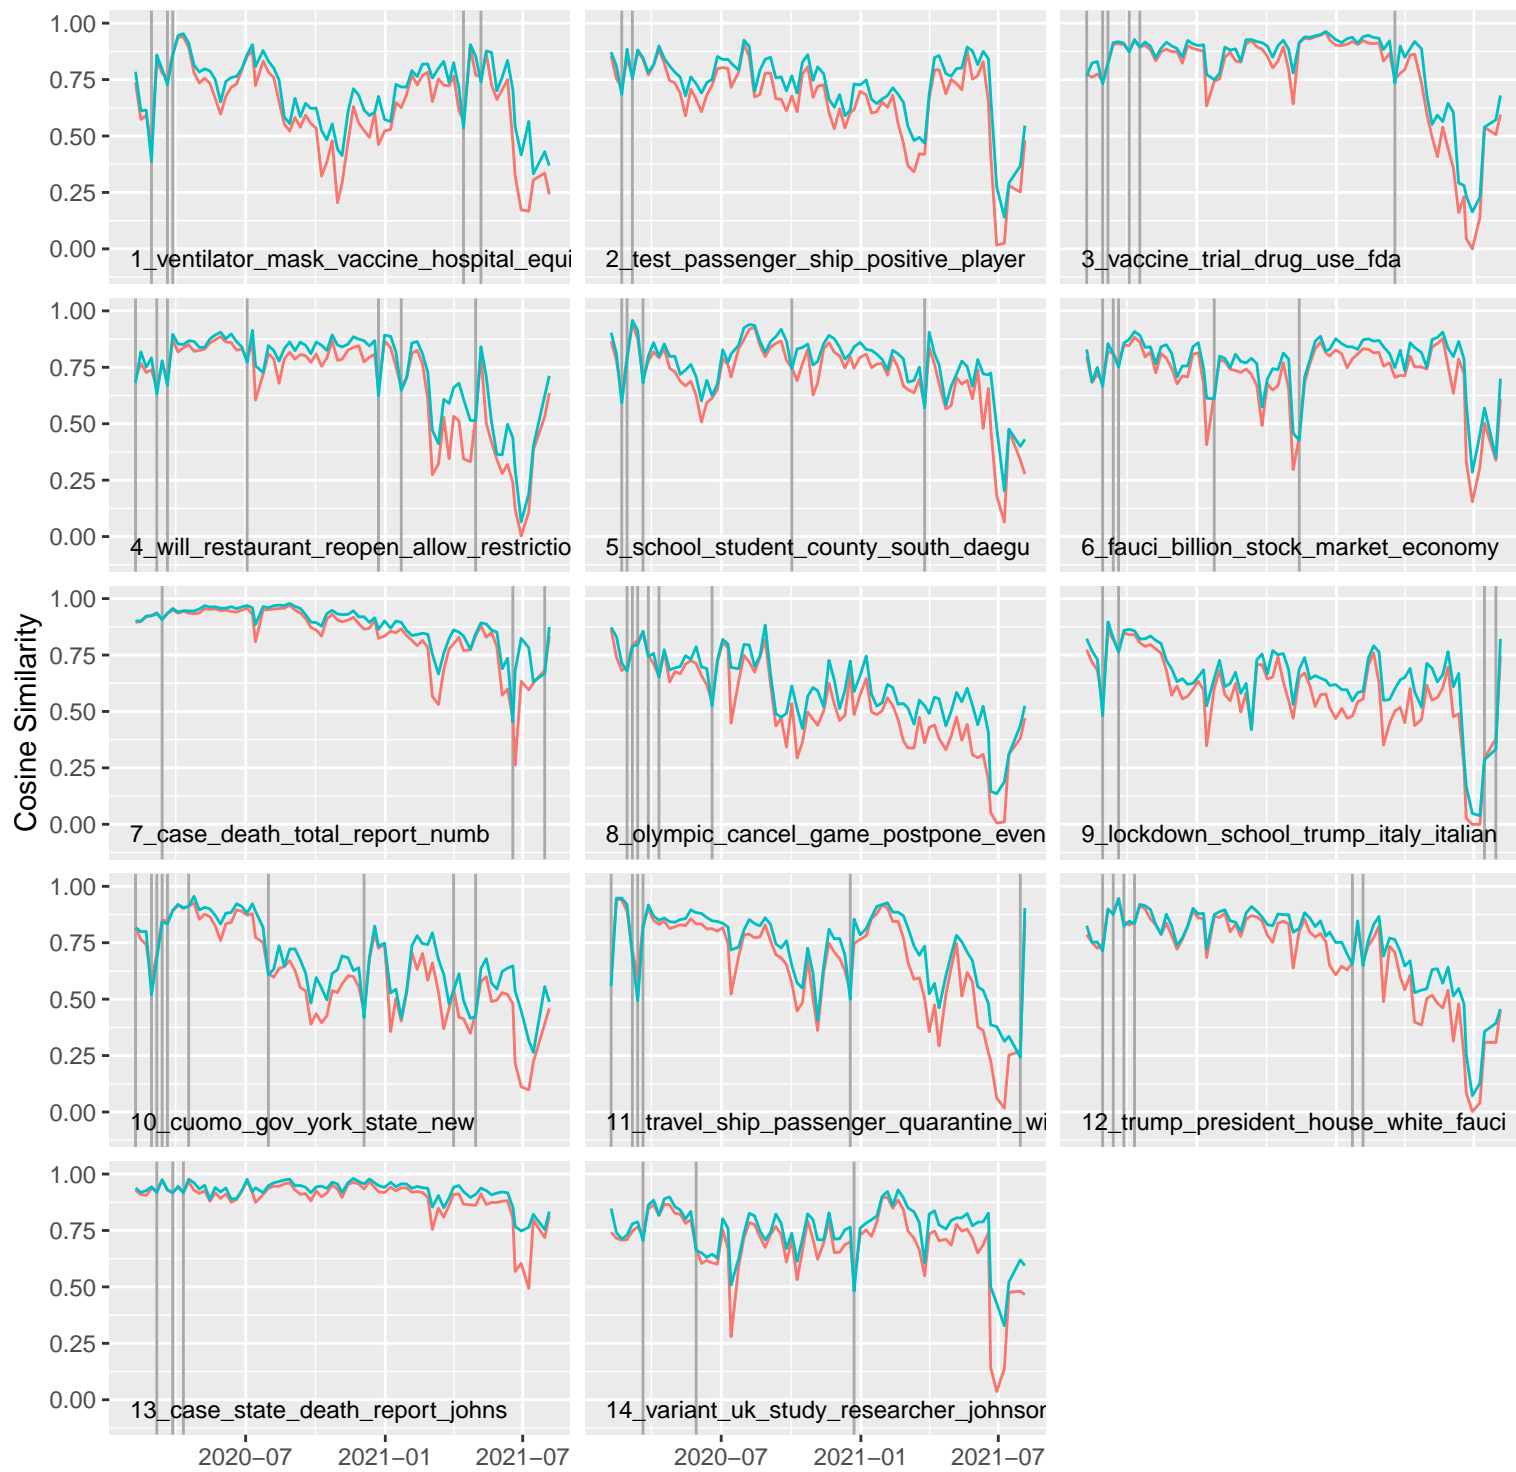 1.00
0.75
0.50
0.25
0.00
1_ventilator_mask_vaccine_hospital_equi
2_test_passenger_ship_positive_player
3_vaccine_trial_drug_use_fda
1.00
0.75
0.50
0.25
0.00
4_will_restaurant_reopen_allow_restrictio
5_school_student_county_south_daegu
6_fauci_billion_stock_market_economy
Cosine Similarity
1.00
0.75
0.50
0.25
0.00
7_case_death_total_report_numb
8_olympic_cancel_game_postpone_even
9_lockdown_school_trump_italy_italian
1.00
0.75
0.50
0.25
0.00
10_cuomo_gov_york_state_new
11_travel_ship_passenger_quarantine_wi
12_trump_president_house_white_fauci
1.00
0.75
0.50
0.25
0.00
13_case_state_death_report_johns
14_variant_uk_study_researcher_johnson
2020−07
2021−01
2021−07
2020−07
2021−01
2021−07